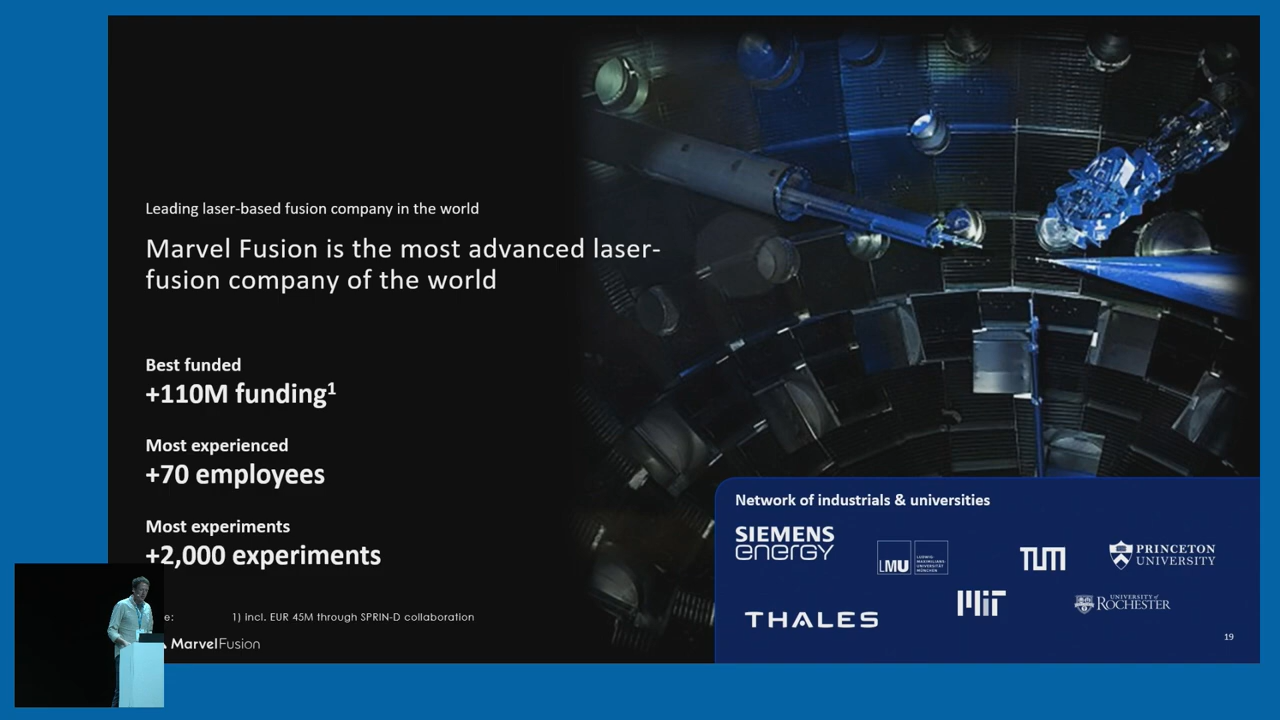 Leading laser-based fusion company in the world
Marvel Fusion is the most advanced laser-
fusion company of the world
Best funded
+110M funding¹
Most experienced
+70 employees
Most experiments
+2,000 experiments
e: 1) incl. EUR 45M through SPRIN-D collaboration
MarvelFusion
Network of industrials & universities
SIEMENS
energy
LMU
LUDWIG-
MAXIMILIANS-
UNIVERSITÄT
MÜNCHEN
TUM
PRINCETON
UNIVERSITY
THALES
MIT
UNIVERSITY of
ROCHESTER
19